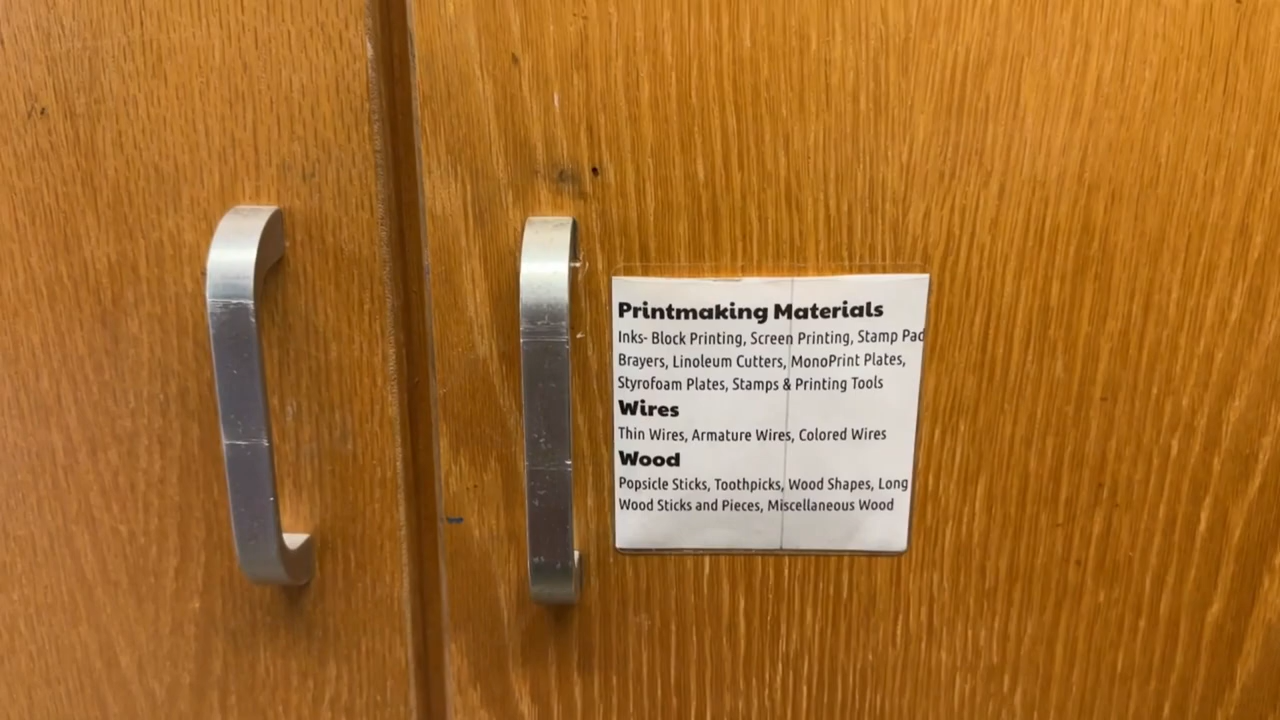 Printmaking Materials
Inks- Block Printing, Screen Printing, Stamp Pad
Brayers, Linoleum Cutters, MonoPrint Plates,
Styrofoam Plates, Stamps & Printing Tools
Wires
Thin Wires, Armature Wires, Colored Wires
Wood
Popsicle Sticks, Toothpicks, Wood Shapes, Long
Wood Sticks and Pieces, Miscellaneous Wood